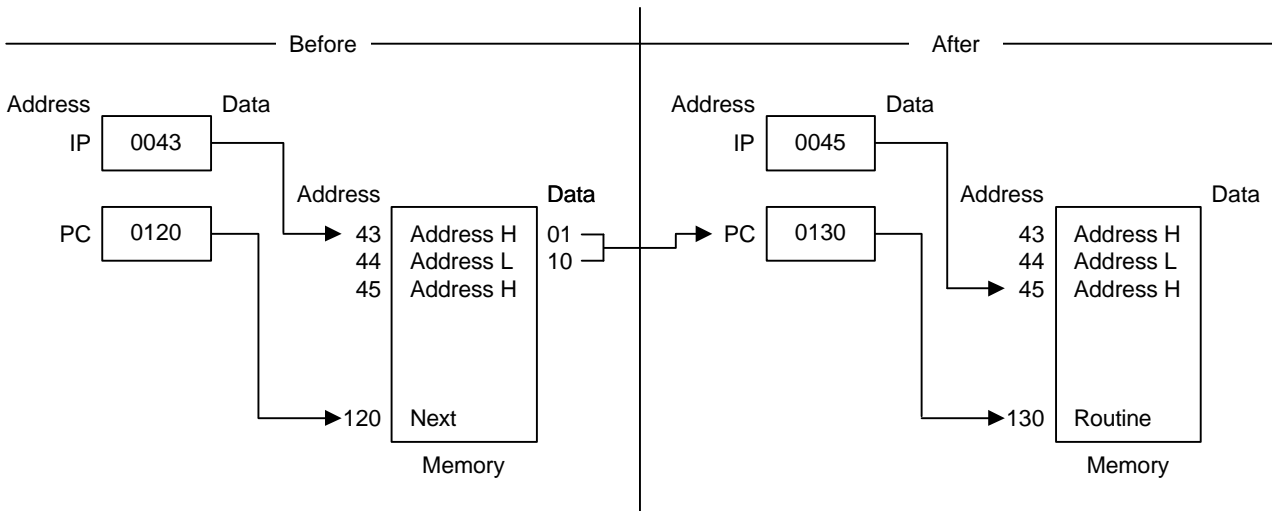 Before
Address Data
IP 0043
Address Data
PC 0120
43 Address H 01
44 Address L 10
45 Address H
120 Next
Memory
After
Address Data
IP 0045
Address Data
PC 0130
43 Address H
44 Address L
45 Address H
130 Routine
Memory